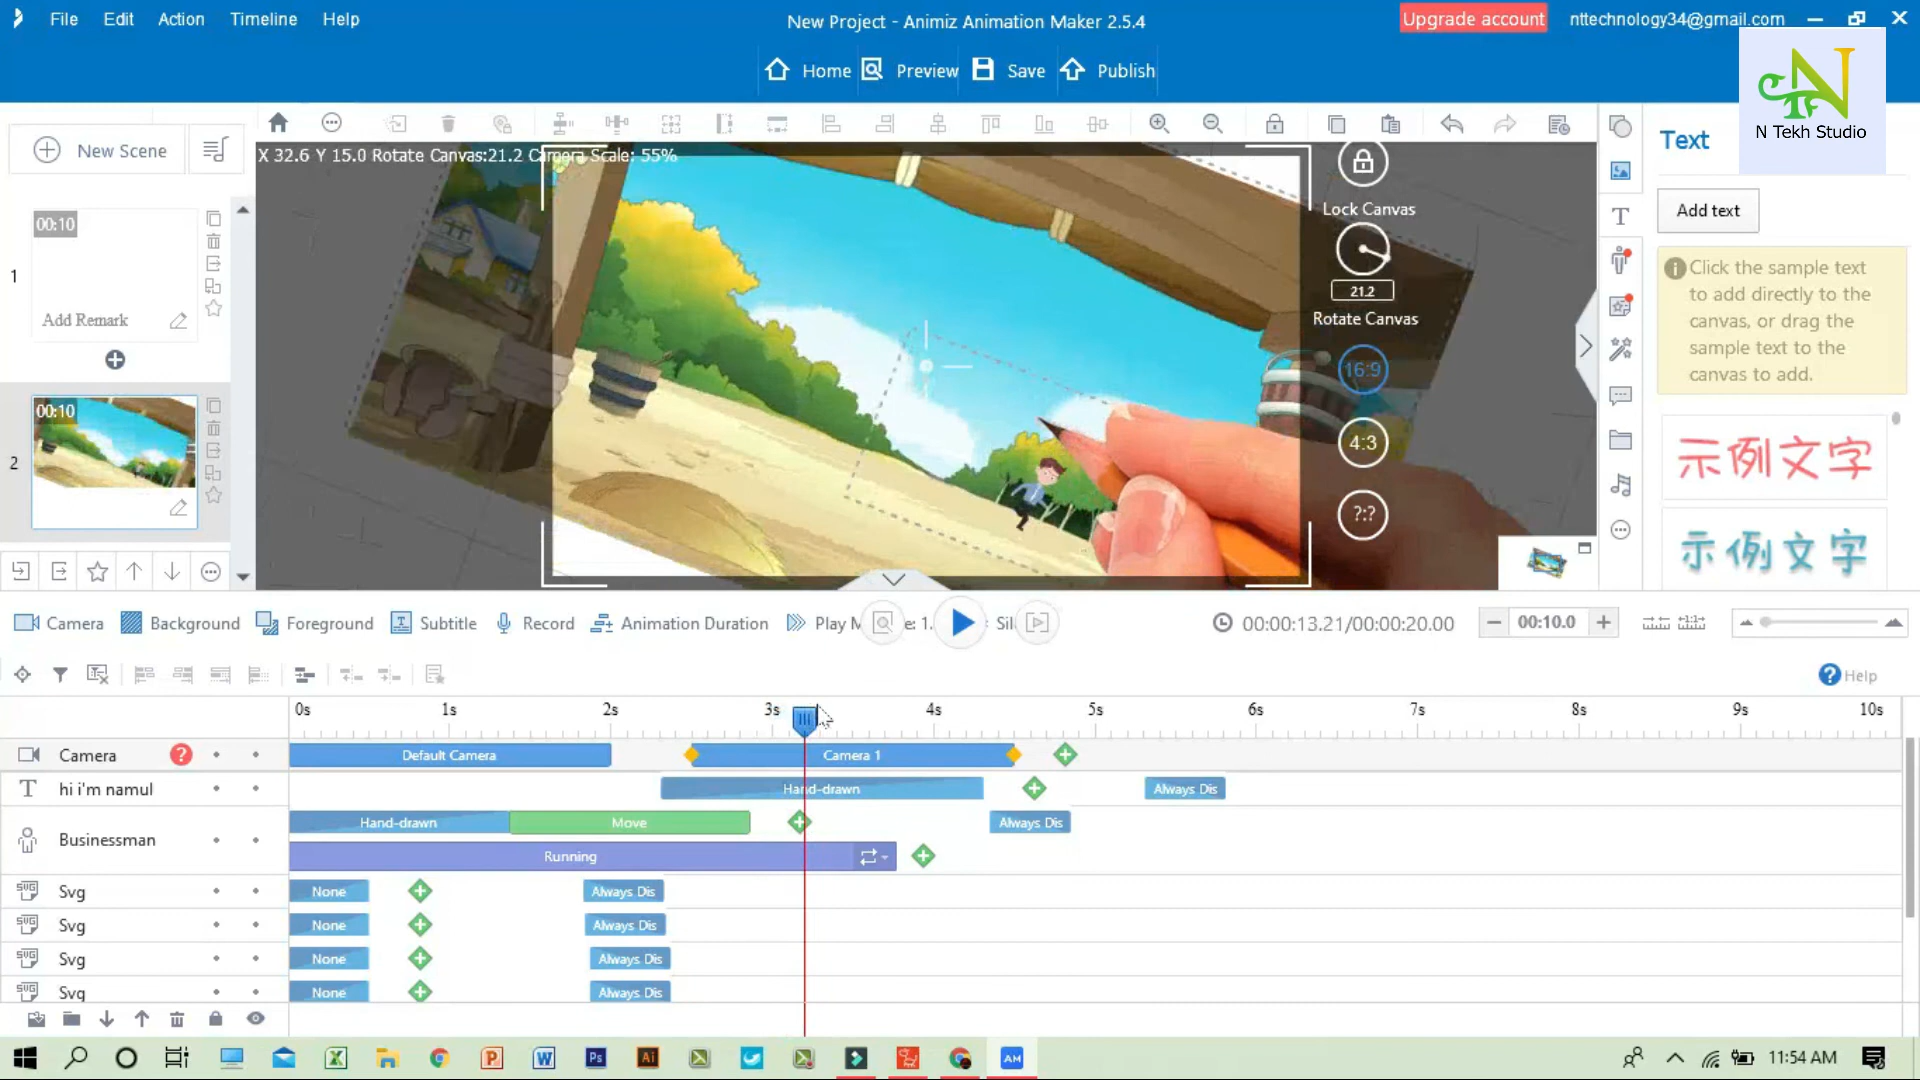 File Edit Action Timeline Help
New Project - Animiz Animation Maker 2.5.4
Upgrade account nttechnology34@gmail.com
Home Preview Save Publish
N
N Tekh Studio
New Scene
X 32.6 Y 15.0 Rotate Canvas:21.2 Camera Scale: 55%
Text
Add text
Lock Canvas
21.2
Rotate Canvas
16:9
4:3
?:?
Click the sample text
to add directly to the
canvas, or drag the
sample text to the
canvas to add.
示例文字
示例文字
00:10
1
Add Remark
00:10
2
Camera Background Foreground Subtitle Record Animation Duration Play M e: 1. Sil
00:00:13.21/00:00:20.00
00:10.0
Help
0s 1s 2s 3s 4s 5s 6s 7s 8s 9s 10s
Camera ? Default Camera Camera 1
hi i'm namul Hand-drawn Always Dis
Businessman Hand-drawn Move Always Dis
Running
Svg None Always Dis
Svg None Always Dis
Svg None Always Dis
Svg None Always Dis
11:54 AM